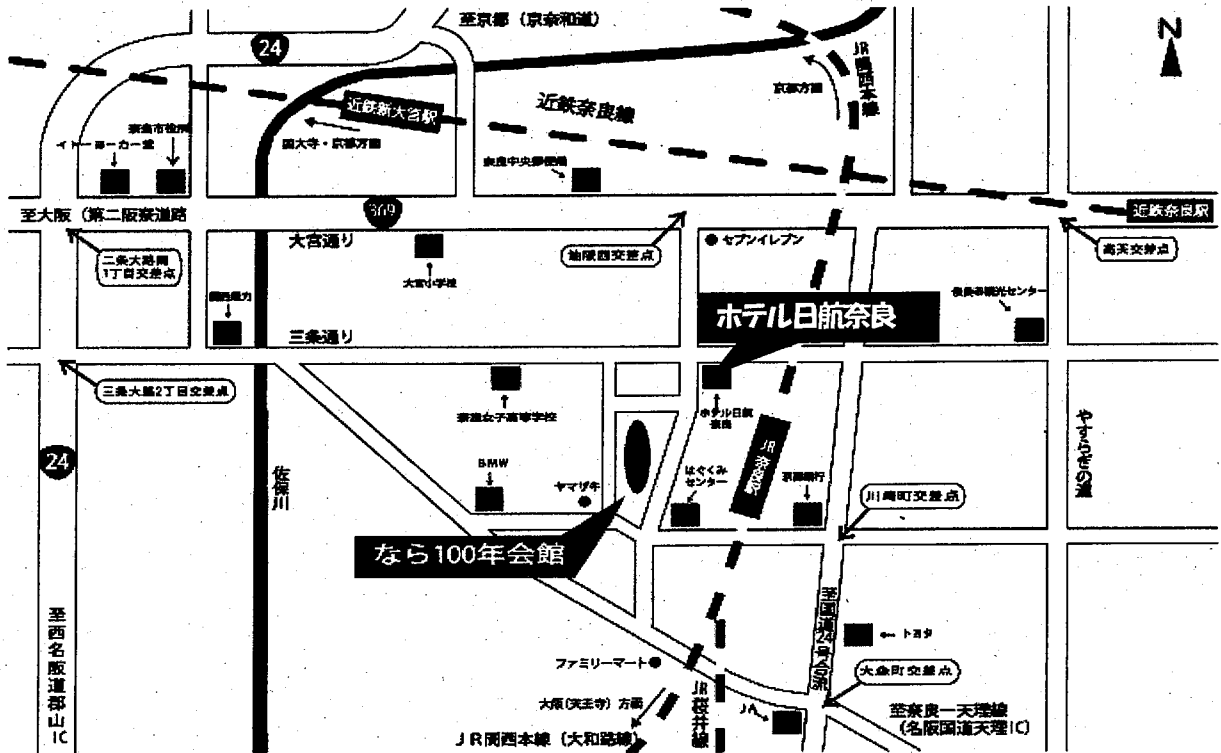 至京都（京奈和道）
N
24
JR関西本線
京都方面
近鉄新大宮駅
近鉄奈良線
奈良市役所
イトーヨーカー堂
西大寺・京都方面
奈良中央郵便局
至大阪（第二阪奈道路
369
近鉄奈良駅
大宮通り
セブンイレブン
油阪西交差点
高天交差点
二条大路南
1丁目交差点
大宮小学校
関西電力
奈良市観光センター
ホテル日航奈良
三条通り
三条大路2丁目交差点
奈良女子高等学校
ホテル日航
奈良
やすらぎの道
24
佐保川
BMW
ヤマザキ
はぐくみ
センター
JR奈良駅
川崎町交差点
なら100年会館
至西名阪道郡山IC
至国道24号合流
トヨタ
ファミリーマート
大森町交差点
大阪(天王寺）方面
JR桜井線
JA
至奈良一天理線
（名阪国道天理IC）
JR関西本線（大和路線）